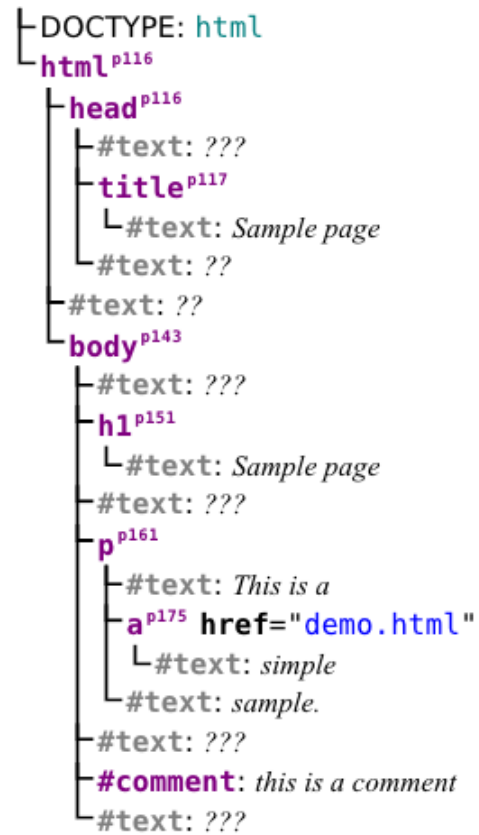 DOCTYPE: html
html p116
head p116
#text: ???
title p117
#text: Sample page
#text: ??
#text: ??
body p143
#text: ???
h1 p151
#text: Sample page
#text: ???
p p161
#text: This is a
a p175 href="demo.html"
#text: simple
#text: sample.
#text: ???
#comment: this is a comment
#text: ???